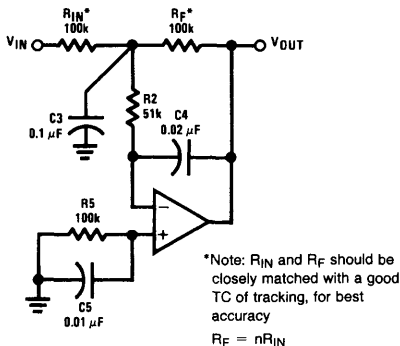 RIN*
100k
RF*
100k
VIN
VOUT
R2
51k
C3
0.1 µF
C4
0.02 µF
R5
100k
−
+
C5
0.01 µF
*Note: RIN and RF should be
closely matched with a good
TC of tracking, for best
accuracy
RF = nRIN